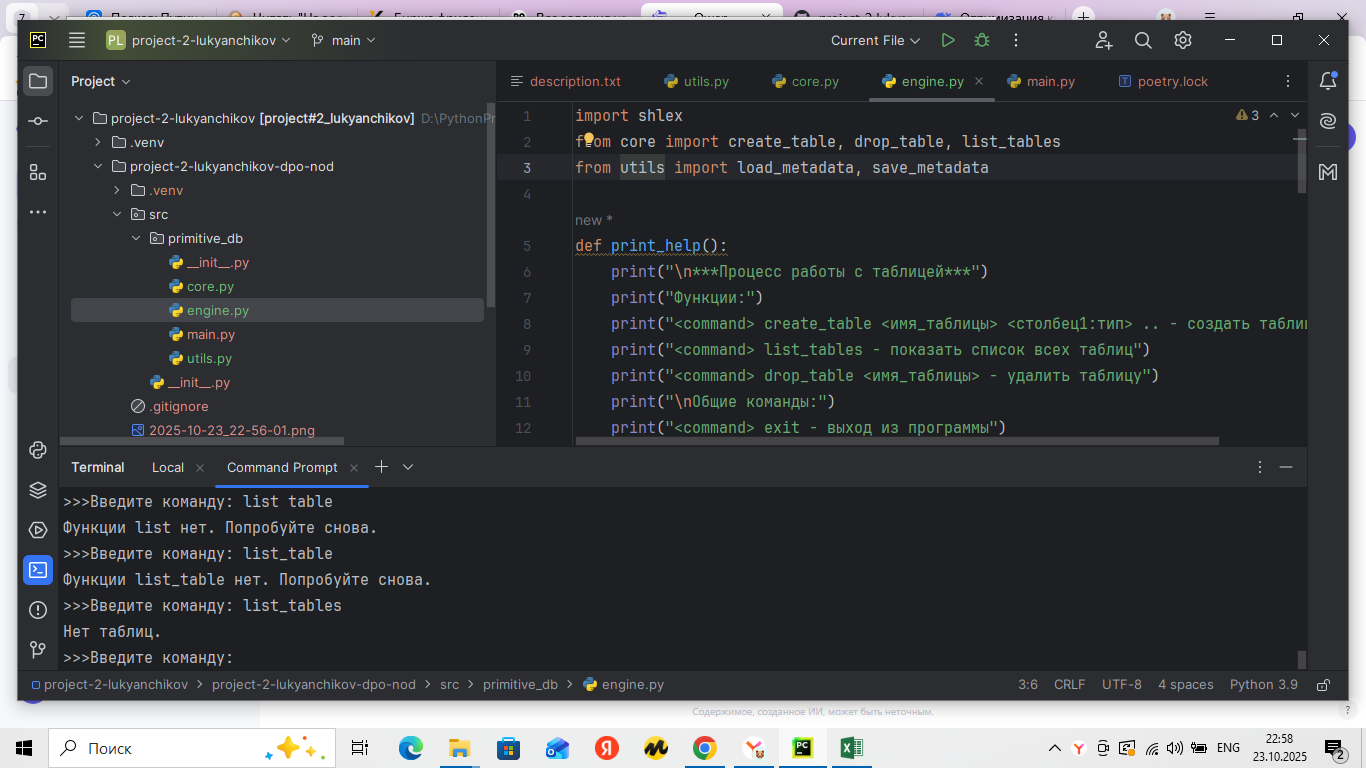 PL project-2-lukyanchikov main Current File
Project
description.txt utils.py core.py engine.py main.py poetry.lock
project-2-lukyanchikov [project#2_lukyanchikov] D:\PythonPr
.venv
project-2-lukyanchikov-dpo-nod
.venv
src
primitive_db
__init__.py
core.py
engine.py
main.py
utils.py
__init__.py
.gitignore
2025-10-23_22-56-01.png
3
1 import shlex
2 from core import create_table, drop_table, list_tables
3 from utils import load_metadata, save_metadata
4
new *
5 def print_help():
6 print("\n***Процесс работы с таблицей***")
7 print("Функции:")
8 print("<command> create_table <имя_таблицы> <столбец1:тип> .. - создать таблиц
9 print("<command> list_tables - показать список всех таблиц")
10 print("<command> drop_table <имя_таблицы> - удалить таблицу")
11 print("\nОбщие команды:")
12 print("<command> exit - выход из программы")
Terminal Local Command Prompt
>>>Введите команду: list table
Функции list нет. Попробуйте снова.
>>>Введите команду: list_table
Функции list_table нет. Попробуйте снова.
>>>Введите команду: list_tables
Нет таблиц.
>>>Введите команду:
project-2-lukyanchikov > project-2-lukyanchikov-dpo-nod > src > primitive_db > engine.py 3:6 CRLF UTF-8 4 spaces Python 3.9
Содержимое, созданное ИИ, может быть неточным.
Поиск
ENG
22:58
23.10.2025
2